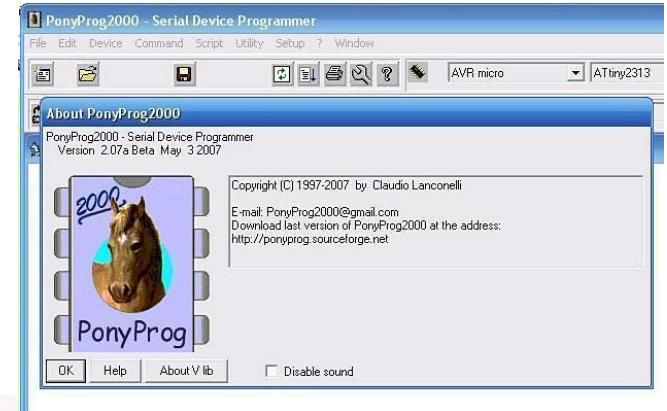 PonyProg2000 - Serial Device Programmer
File Edit Device Command Script Utility Setup ? Window
AVR micro ATtiny2313
About PonyProg2000
PonyProg2000 - Serial Device Programmer
Version 2.07a Beta May 3 2007
Copyright (C) 1997-2007 by Claudio Lanconelli
E-mail: PonyProg2000@gmail.com
Download last version of PonyProg2000 at the address:
http://ponyprog.sourceforge.net
2000
PonyProg
OK Help About V lib Disable sound